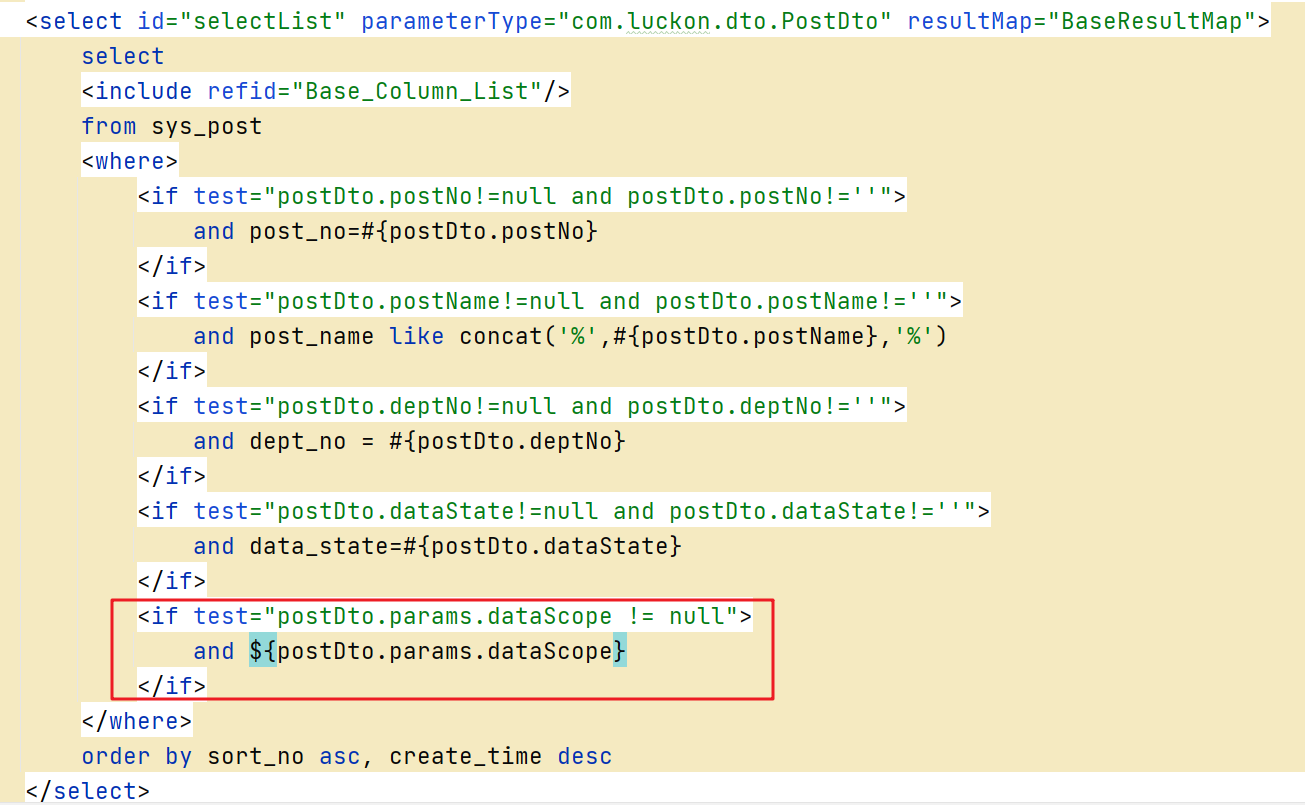 <select id="selectList" parameterType="com.luckon.dto.PostDto" resultMap="BaseResultMap">
select
<include refid="Base_Column_List"/>
from sys_post
<where>
<if test="postDto.postNo!=null and postDto.postNo!=''">
and post_no=#{postDto.postNo}
</if>
<if test="postDto.postName!=null and postDto.postName!=''">
and post_name like concat('%',#{postDto.postName},'%')
</if>
<if test="postDto.deptNo!=null and postDto.deptNo!=''">
and dept_no = #{postDto.deptNo}
</if>
<if test="postDto.dataState!=null and postDto.dataState!=''">
and data_state=#{postDto.dataState}
</if>
<if test="postDto.params.dataScope != null">
and ${postDto.params.dataScope}
</if>
</where>
order by sort_no asc, create_time desc
</select>